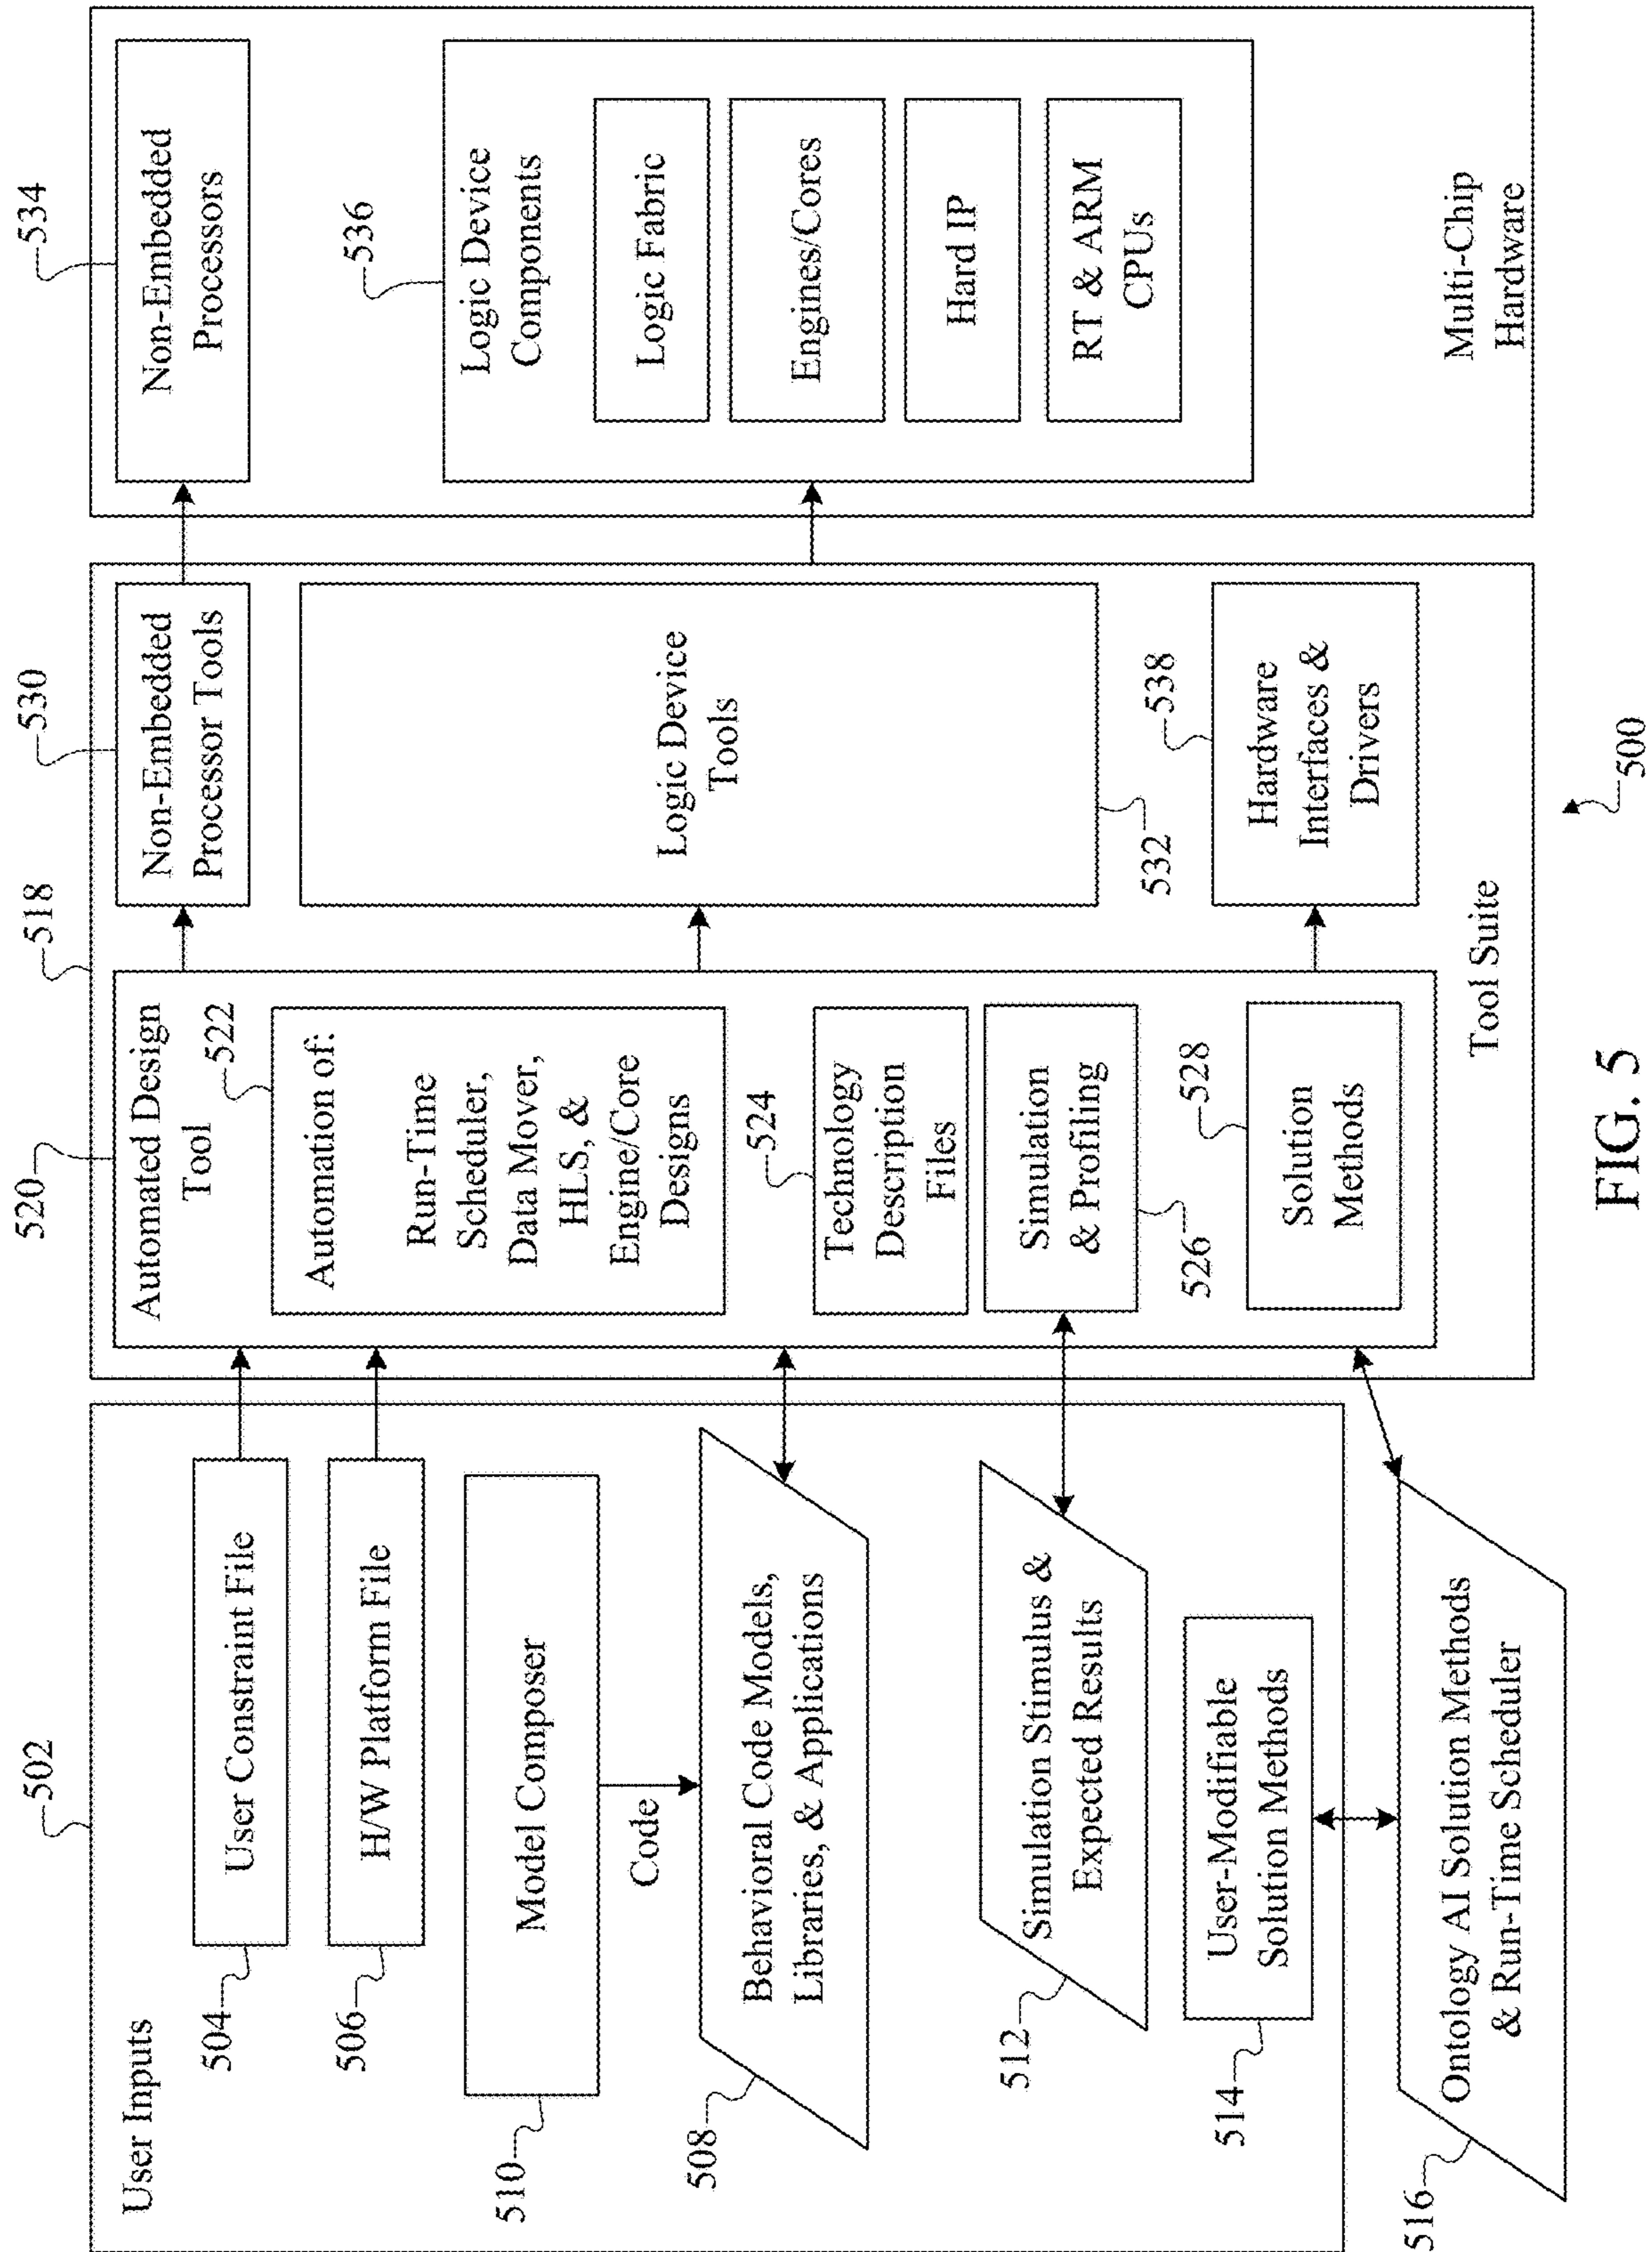 502
User Inputs
504
User Constraint File
506
H/W Platform File
510
Model Composer
Code
508
Behavioral Code Models,
Libraries, & Applications
512
Simulation Stimulus &
Expected Results
514
User-Modifiable
Solution Methods
516
Ontology AI Solution Methods
& Run-Time Scheduler
518
520
Automated Design
Tool
522
Automation of:
Run-Time
Scheduler,
Data Mover,
HLS, &
Engine/Core
Designs
524
Technology
Description
Files
Simulation
& Profiling
526
528
Solution
Methods
530
Non-Embedded
Processor Tools
Logic Device
Tools
532
538
Hardware
Interfaces &
Drivers
Tool Suite
534
Non-Embedded
Processors
536
Logic Device
Components
Logic Fabric
Engines/Cores
Hard IP
RT & ARM
CPUs
Multi-Chip
Hardware
500
FIG. 5